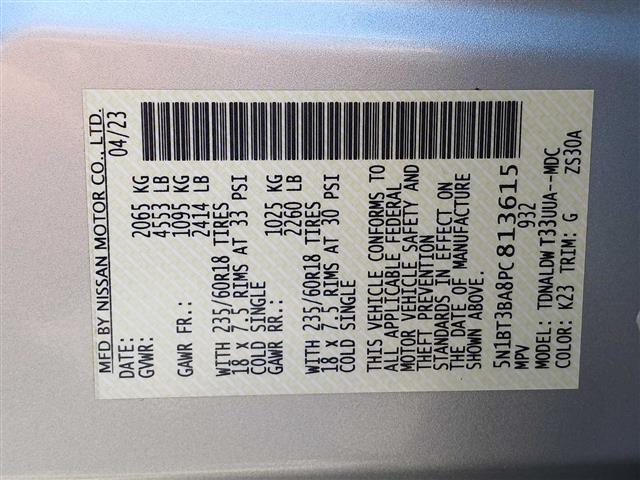 MFD BY NISSAN MOTOR CO., LTD.
DATE: 04/23
GVWR: 2065 KG
4553 LB
GAWR FR.: 1095 KG
2414 LB
WITH 235/60R18 TIRES
18 X 7.5 RIMS AT 33 PSI
COLD SINGLE
GAWR RR.: 1025 KG
2260 LB
WITH 235/60R18 TIRES
18 X 7.5 RIMS AT 30 PSI
COLD SINGLE
THIS VEHICLE CONFORMS TO
ALL APPLICABLE FEDERAL
MOTOR VEHICLE SAFETY AND
THEFT PREVENTION
STANDARDS IN EFFECT ON
THE DATE OF MANUFACTURE
SHOWN ABOVE.
5N1BT3BA8PC813615
MPV 932
MODEL: TDNALDWT33UUA--MDC
COLOR: K23 TRIM: G ZS30A